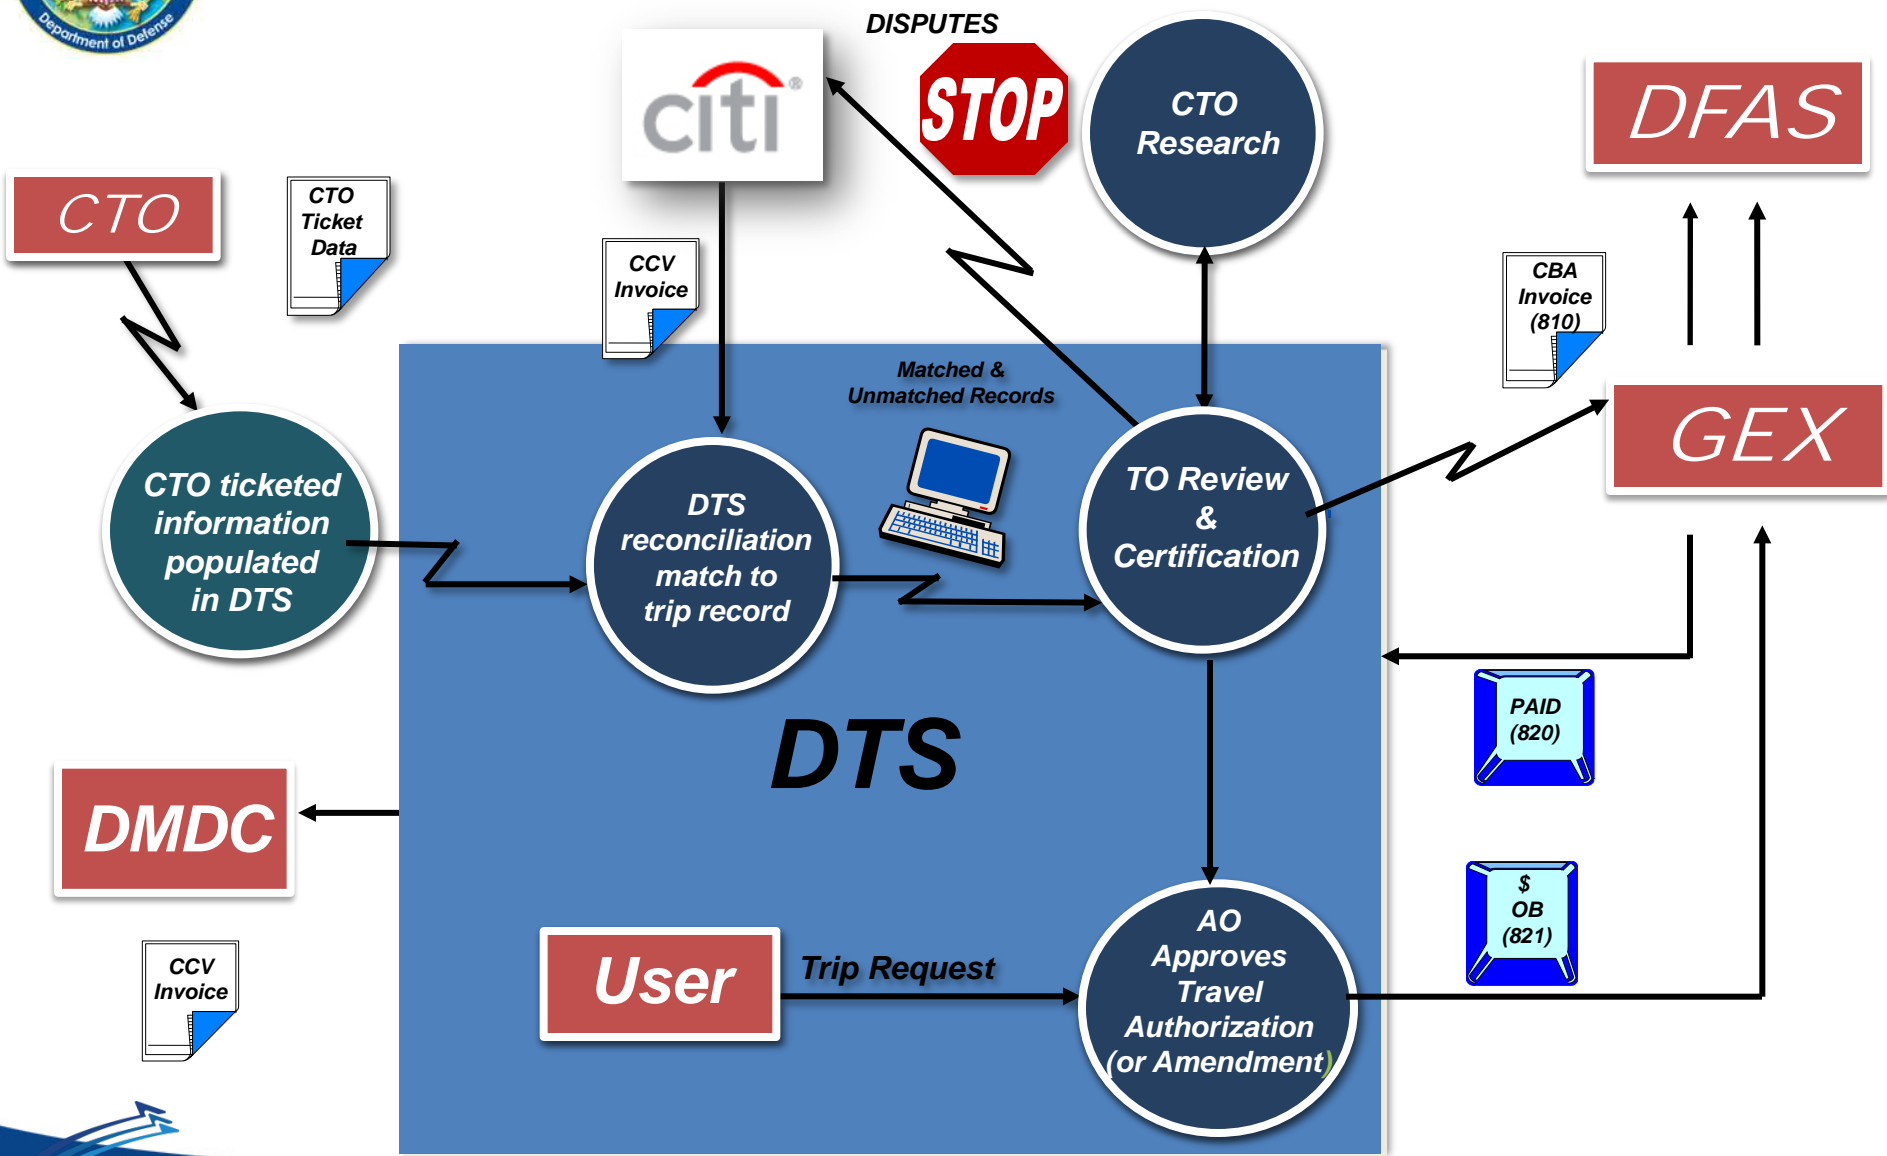 Department of Defense
DISPUTES
citi®
STOP
CTO
Research
DFAS
CTO
CTO
Ticket
Data
CCV
Invoice
CBA
Invoice
(810)
Matched &
Unmatched Records
GEX
CTO ticketed
information
populated
in DTS
DTS
reconciliation
match to
trip record
TO Review
&
Certification
PAID
(820)
DTS
DMDC
$
OB
(821)
User
Trip Request
AO
Approves
Travel
Authorization
(or Amendment)
CCV
Invoice